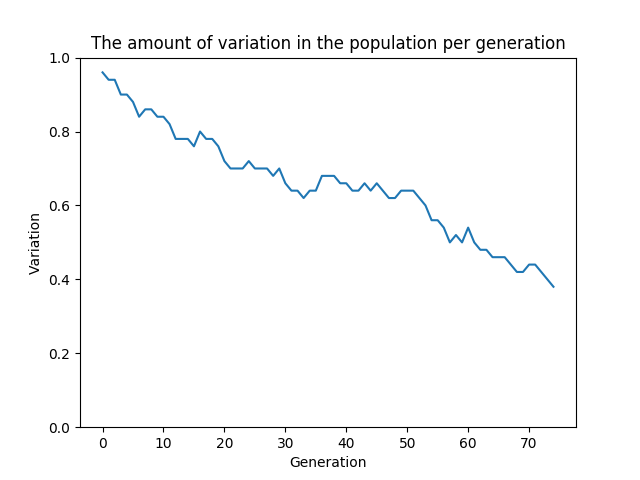 The amount of variation in the population per generation
1.0
0.8
0.6
0.4
0.2
0.0
Variation
0 10 20 30 40 50 60 70
Generation